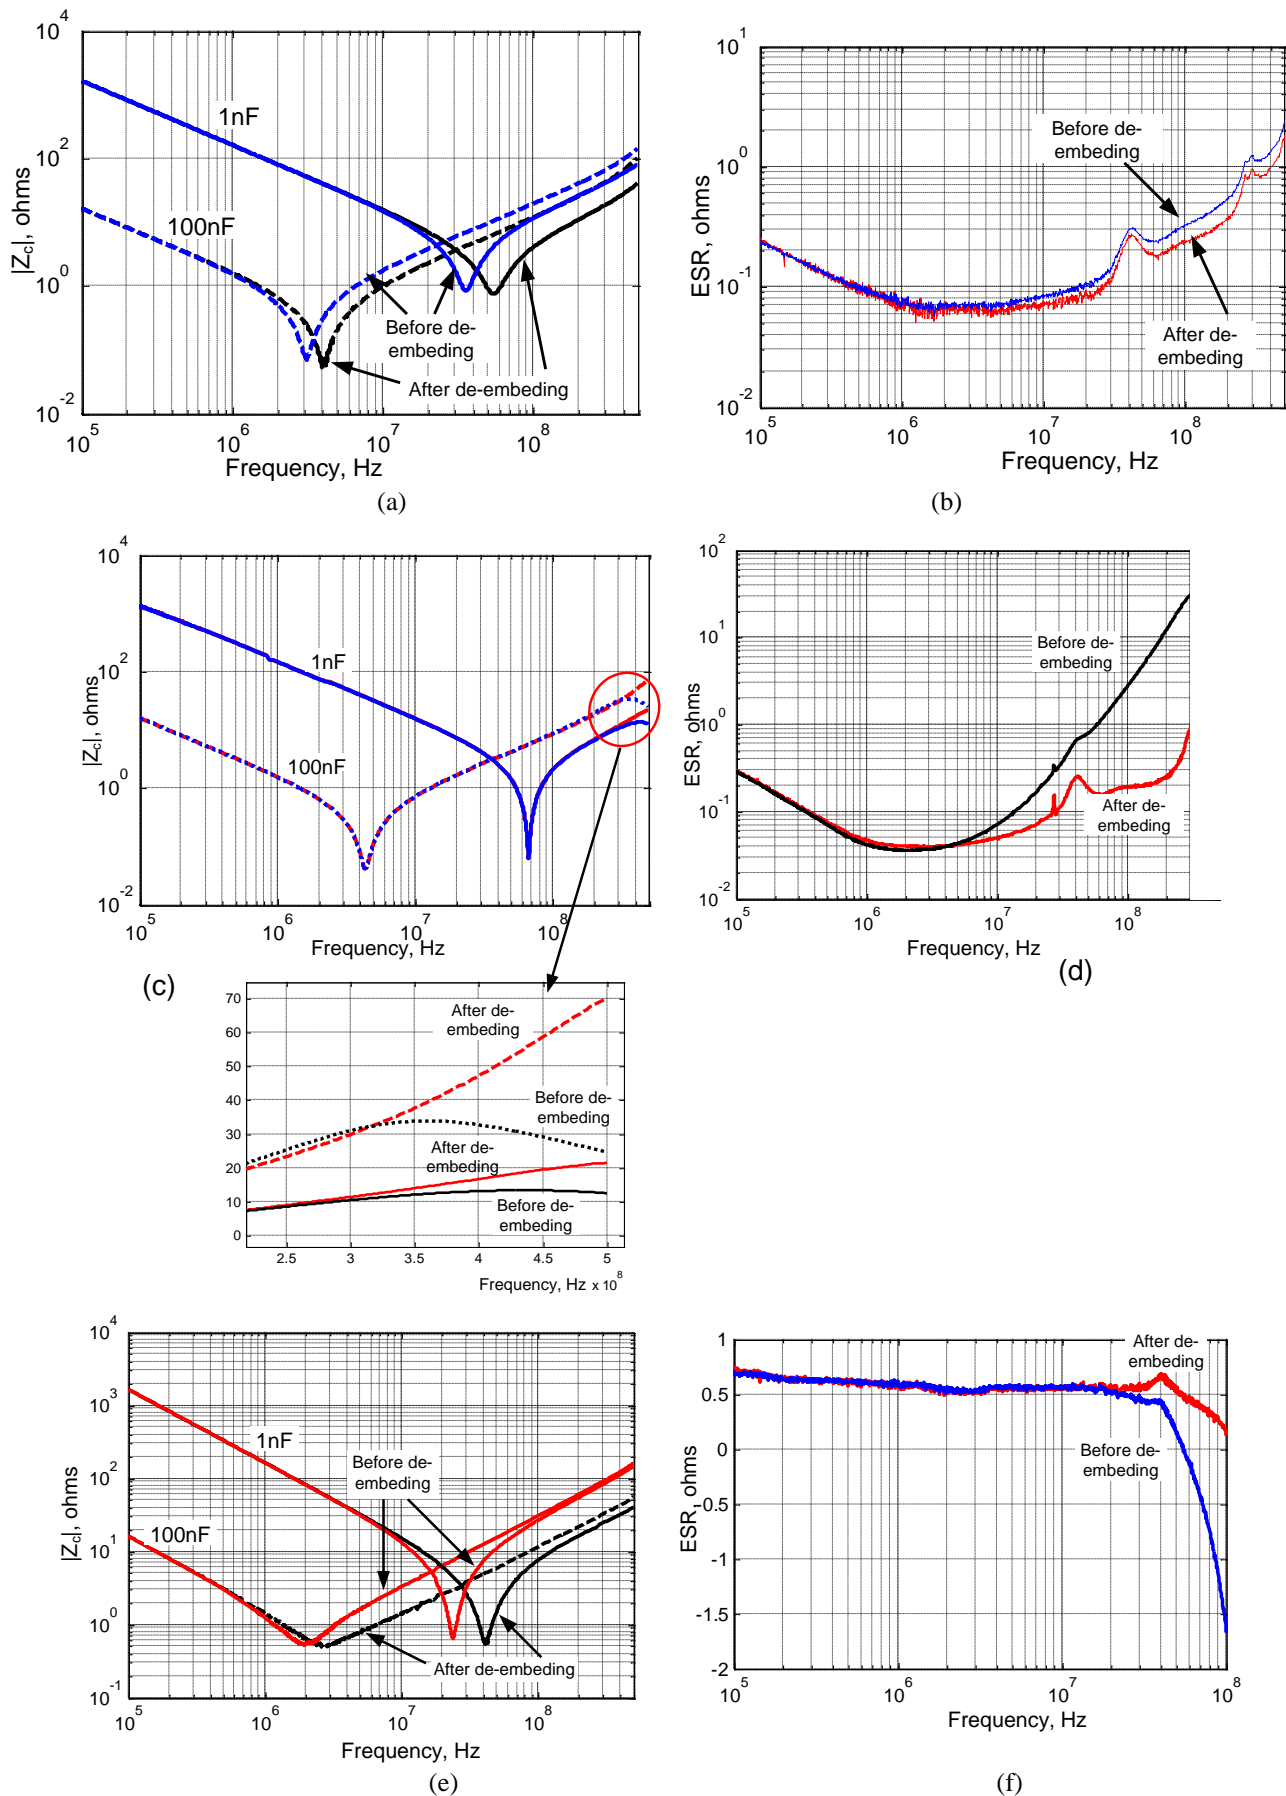 10^4
10^2
10^0
10^-2
|Z_c|, ohms
1nF
100nF
Before de-
embeding
After de-embeding
10^5
10^6
10^7
10^8
Frequency, Hz
(a)
10^1
10^0
10^-1
10^-2
ESR, ohms
Before de-
embeding
After de-
embeding
10^5
10^6
10^7
10^8
Frequency, Hz
(b)
10^4
10^2
10^0
10^-2
|Z_c|, ohms
1nF
100nF
10^5
10^6
10^7
10^8
Frequency, Hz
(c)
10^2
10^1
10^0
10^-1
10^-2
ESR, ohms
Before de-
embeding
After de-
embeding
10^5
10^6
10^7
10^8
Frequency, Hz
(d)
70
60
50
40
30
20
10
0
After de-
embeding
Before de-
embeding
After de-
embeding
Before de-
embeding
2.5
3
3.5
4
4.5
5
Frequency, Hz x 10^8
10^4
10^3
10^2
10^1
10^0
10^-1
|Z_c|, ohms
1nF
100nF
Before de-
embeding
After de-embeding
10^5
10^6
10^7
10^8
Frequency, Hz
(e)
1
0.5
0
-0.5
-1
-1.5
-2
ESR, ohms
After de-
embeding
Before de-
embeding
10^5
10^6
10^7
10^8
Frequency, Hz
(f)